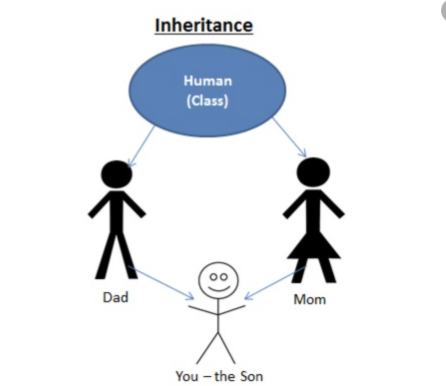 Inheritance
Human
(Class)
Dad
Mom
You – the Son